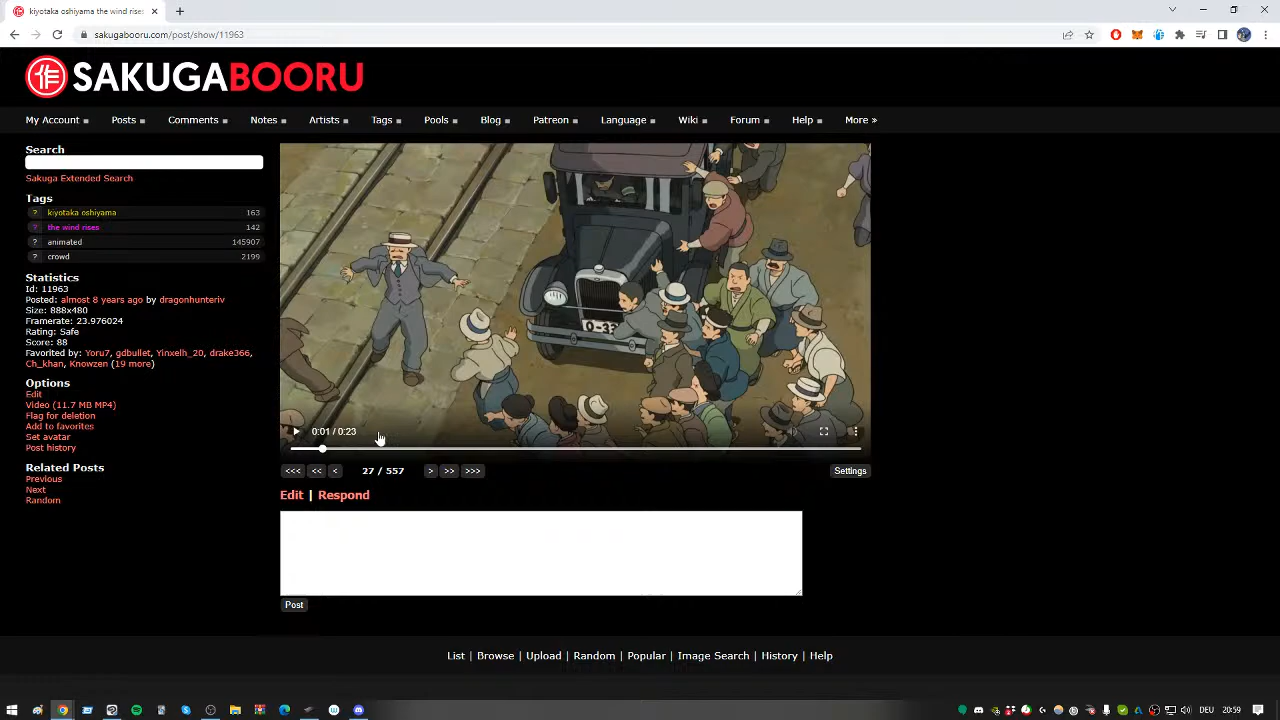 kiyotaka oshiyama the wind rises
sakugabooru.com/post/show/11963
作 SAKUGABOORU
My Account Posts Comments Notes Artists Tags Pools Blog Patreon Language Wiki Forum Help More »
Search
Sakuga Extended Search
Tags
? kiyotaka oshiyama 163
? the wind rises 142
? animated 145907
? crowd 2199
Statistics
Id: 11963
Posted: almost 8 years ago by dragonhunteriv
Size: 888x480
Framerate: 23.976024
Rating: Safe
Score: 88
Favorited by: Yoru7, gdbullet, Yinxelh_20, drake366,
Ch_khan, Knowzen (19 more)
Options
Edit
Video (11.7 MB MP4)
Flag for deletion
Add to favorites
Set avatar
Post history
Related Posts
Previous
Next
Random
0:01 / 0:23
<<< << < 27 / 557 > >> >>> Settings
Edit | Respond
Post
List | Browse | Upload | Random | Popular | Image Search | History | Help
DEU 20:59